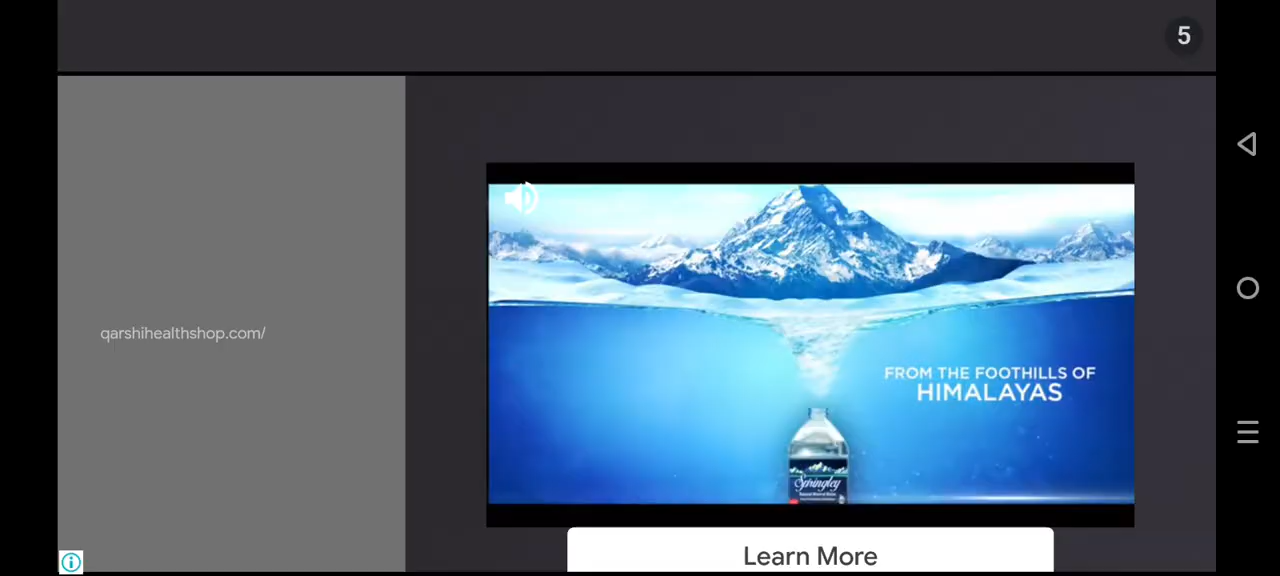 5
qarshihealthshop.com/
FROM THE FOOTHILLS OF
HIMALAYAS
Springley
Learn More